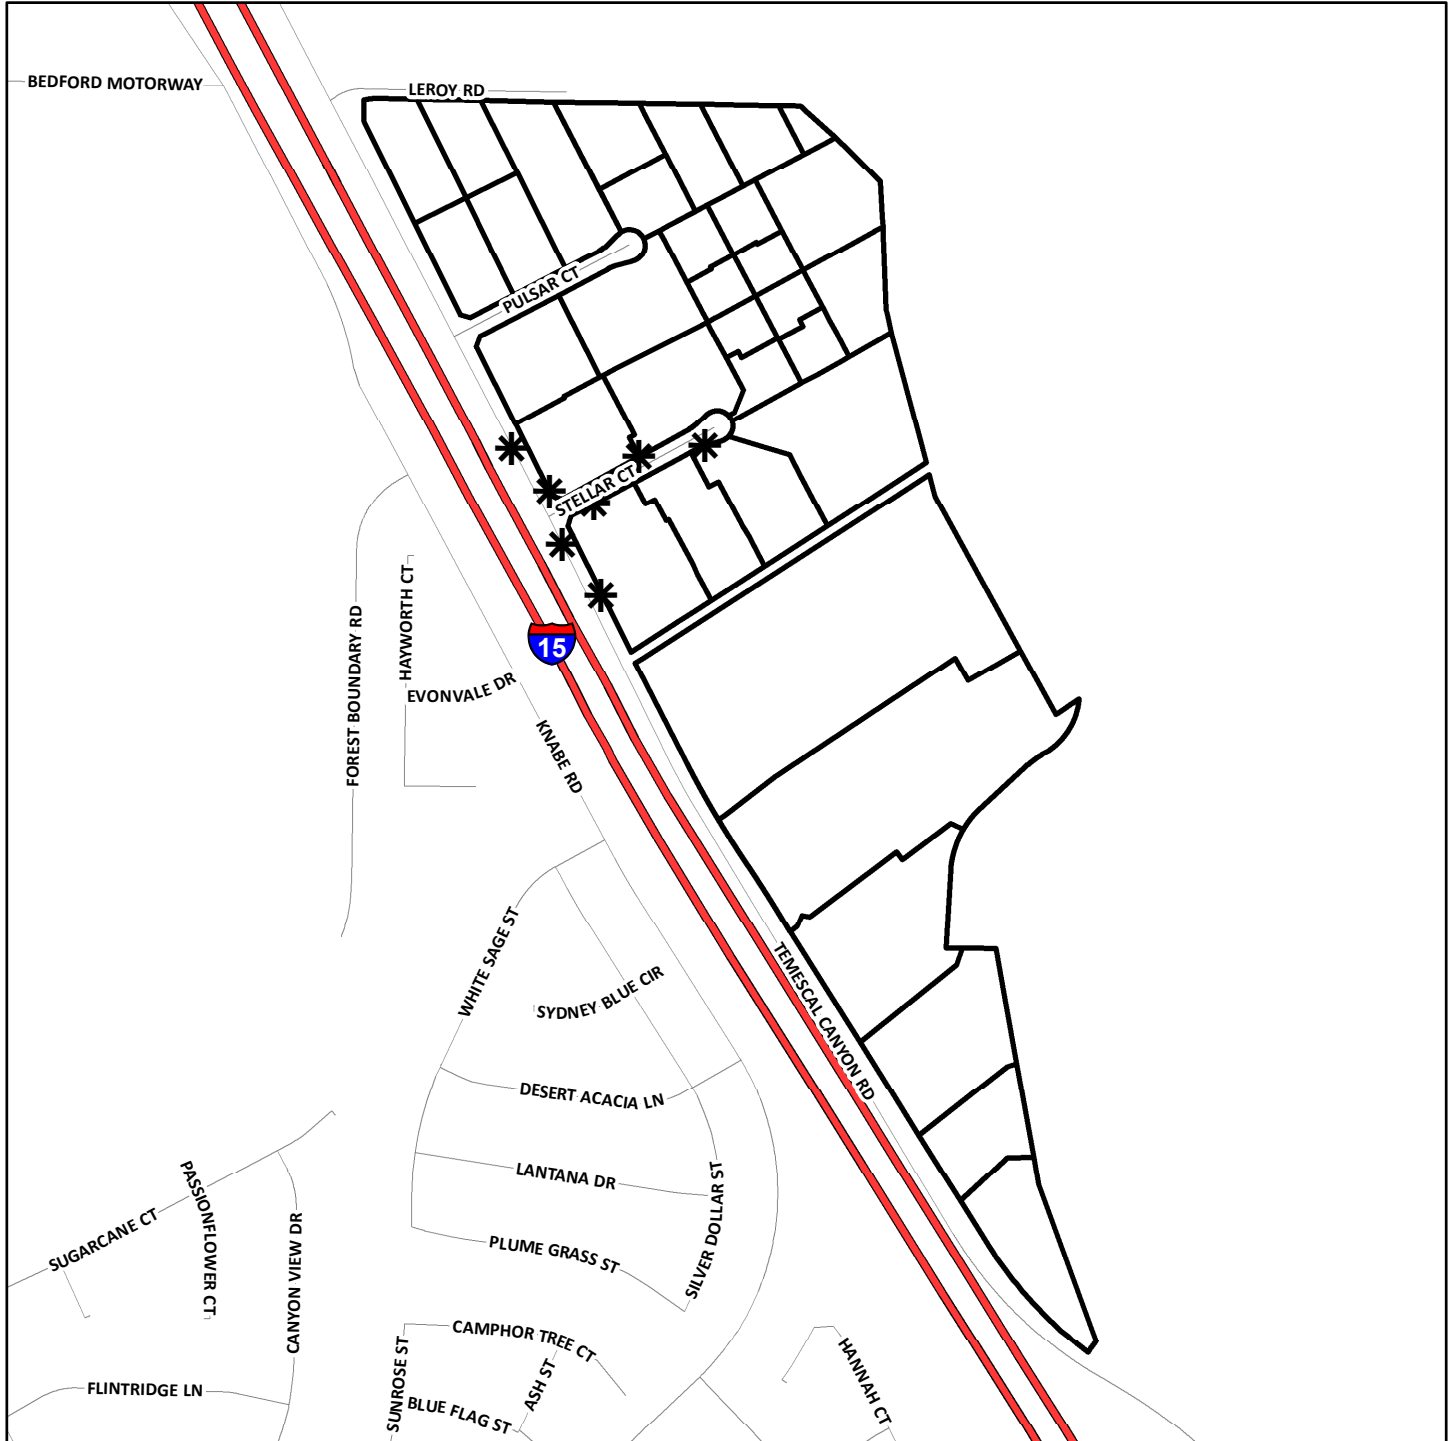 BEDFORD MOTORWAY
LEROY RD
PULSAR CT
STELLAR CT
FOREST BOUNDARY RD
HAYWORTH CT
15
EVONVALE DR
KNABE RD
WHITE SAGE ST
SYDNEY BLUE CIR
TEMESCAL CANYON RD
DESERT ACACIA LN
LANTANA DR
SILVER DOLLAR ST
PLUME GRASS ST
PASSIONFLOWER CT
SUGARCANE CT
CANYON VIEW DR
CAMPHOR TREE CT
SUNROSE ST
ASH ST
HANNAH CT
FLINTRIDGE LN
BLUE FLAG ST